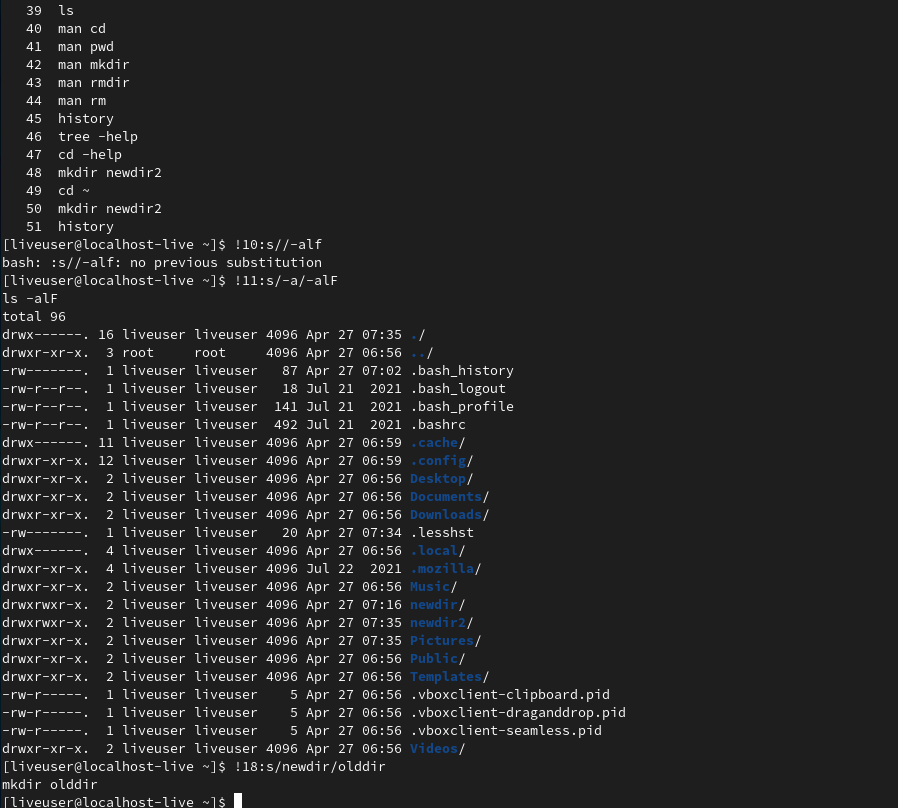 39 ls
40 man cd
41 man pwd
42 man mkdir
43 man rmdir
44 man rm
45 history
46 tree -help
47 cd -help
48 mkdir newdir2
49 cd ~
50 mkdir newdir2
51 history
[liveuser@localhost-live ~]$ !10:s//-alf
bash: :s//-alf: no previous substitution
[liveuser@localhost-live ~]$ !11:s/-a/-alF
ls -alF
total 96
drwx------. 16 liveuser liveuser 4096 Apr 27 07:35 ./
drwxr-xr-x. 3 root root 4096 Apr 27 06:56 ../
-rw-------. 1 liveuser liveuser 87 Apr 27 07:02 .bash_history
-rw-r--r--. 1 liveuser liveuser 18 Jul 21 2021 .bash_logout
-rw-r--r--. 1 liveuser liveuser 141 Jul 21 2021 .bash_profile
-rw-r--r--. 1 liveuser liveuser 492 Jul 21 2021 .bashrc
drwx------. 11 liveuser liveuser 4096 Apr 27 06:59 .cache/
drwxr-xr-x. 12 liveuser liveuser 4096 Apr 27 06:59 .config/
drwxr-xr-x. 2 liveuser liveuser 4096 Apr 27 06:56 Desktop/
drwxr-xr-x. 2 liveuser liveuser 4096 Apr 27 06:56 Documents/
drwxr-xr-x. 2 liveuser liveuser 4096 Apr 27 06:56 Downloads/
-rw-------. 1 liveuser liveuser 20 Apr 27 07:34 .lesshst
drwx------. 4 liveuser liveuser 4096 Apr 27 06:56 .local/
drwxr-xr-x. 4 liveuser liveuser 4096 Jul 22 2021 .mozilla/
drwxr-xr-x. 2 liveuser liveuser 4096 Apr 27 06:56 Music/
drwxrwxr-x. 2 liveuser liveuser 4096 Apr 27 07:16 newdir/
drwxrwxr-x. 2 liveuser liveuser 4096 Apr 27 07:35 newdir2/
drwxr-xr-x. 2 liveuser liveuser 4096 Apr 27 07:35 Pictures/
drwxr-xr-x. 2 liveuser liveuser 4096 Apr 27 06:56 Public/
drwxr-xr-x. 2 liveuser liveuser 4096 Apr 27 06:56 Templates/
-rw-r-----. 1 liveuser liveuser 5 Apr 27 06:56 .vboxclient-clipboard.pid
-rw-r-----. 1 liveuser liveuser 5 Apr 27 06:56 .vboxclient-draganddrop.pid
-rw-r-----. 1 liveuser liveuser 5 Apr 27 06:56 .vboxclient-seamless.pid
drwxr-xr-x. 2 liveuser liveuser 4096 Apr 27 06:56 Videos/
[liveuser@localhost-live ~]$ !18:s/newdir/olddir
mkdir olddir
[liveuser@localhost-live ~]$